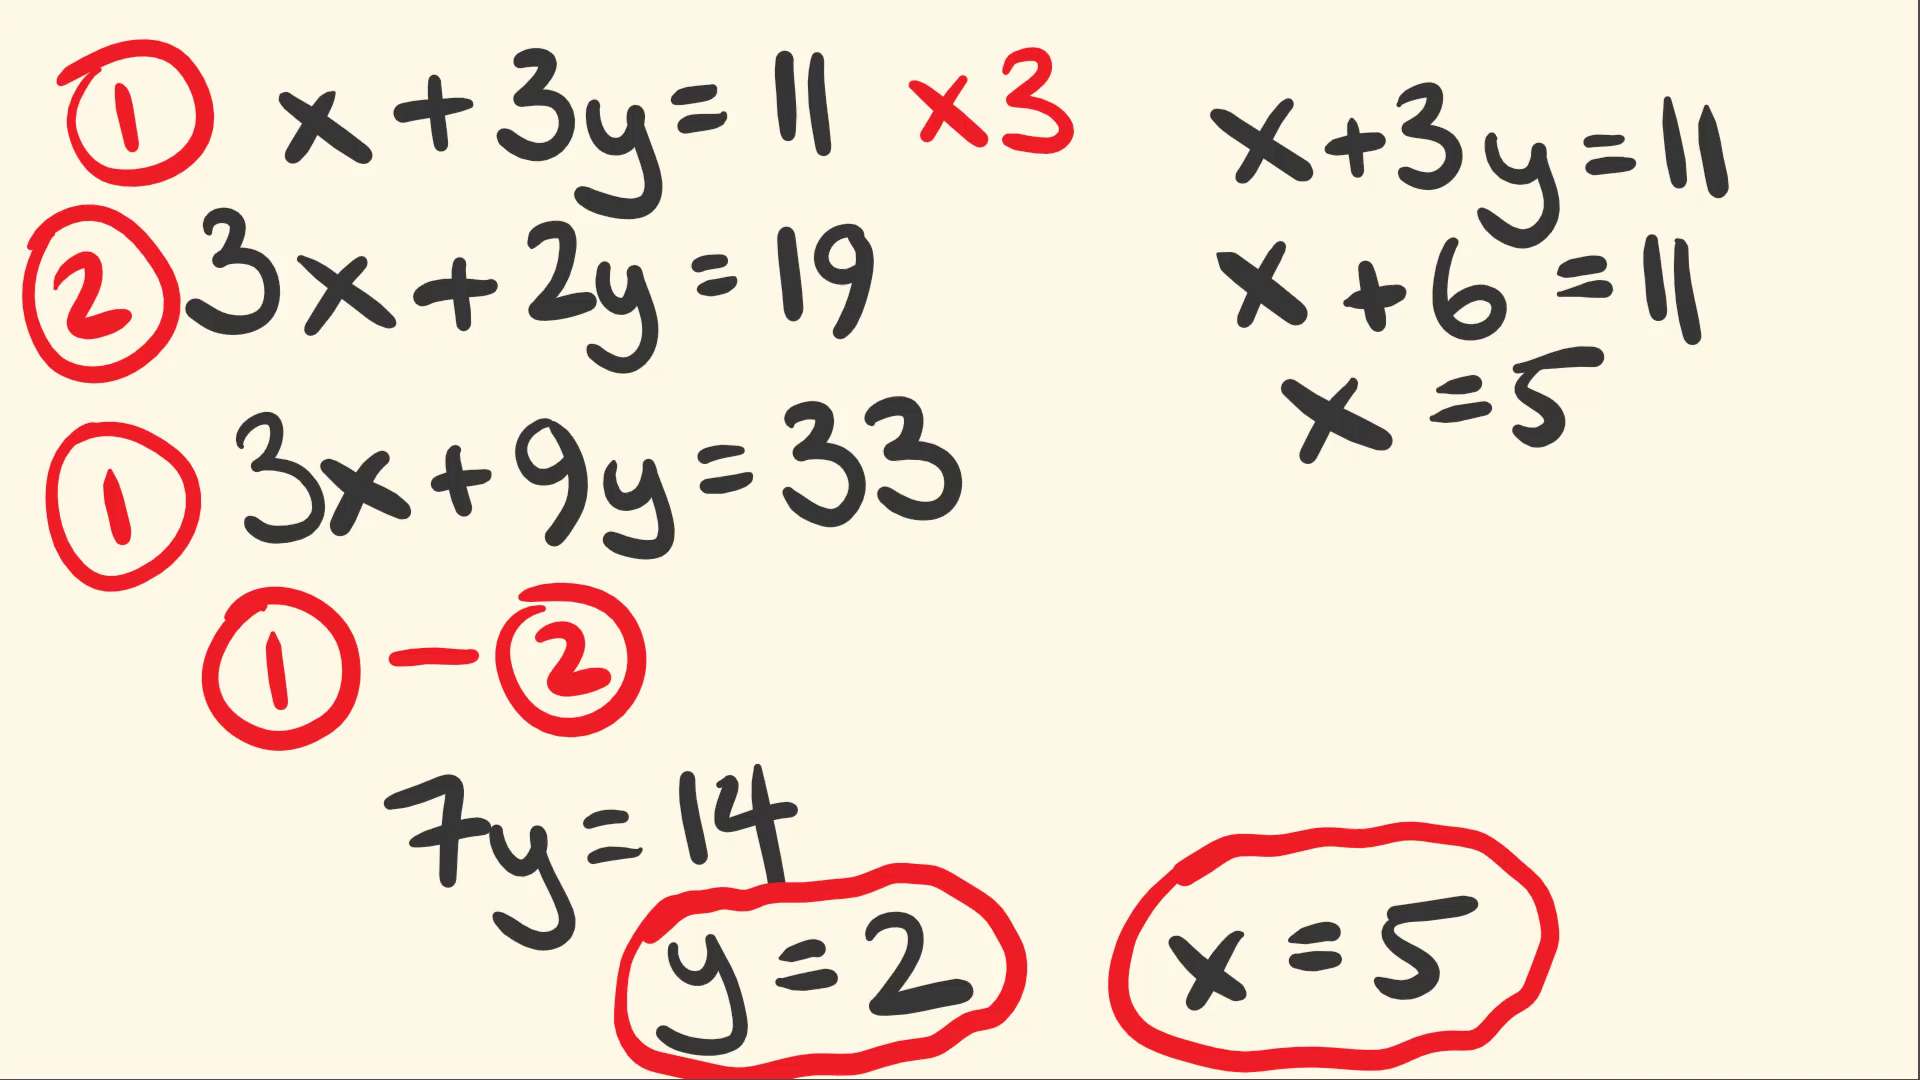 ① x + 3y = 11 ×3
② 3x + 2y = 19
① 3x + 9y = 33
① − ②
7y = 14
y = 2
x + 3y = 11
x + 6 = 11
x = 5
x = 5